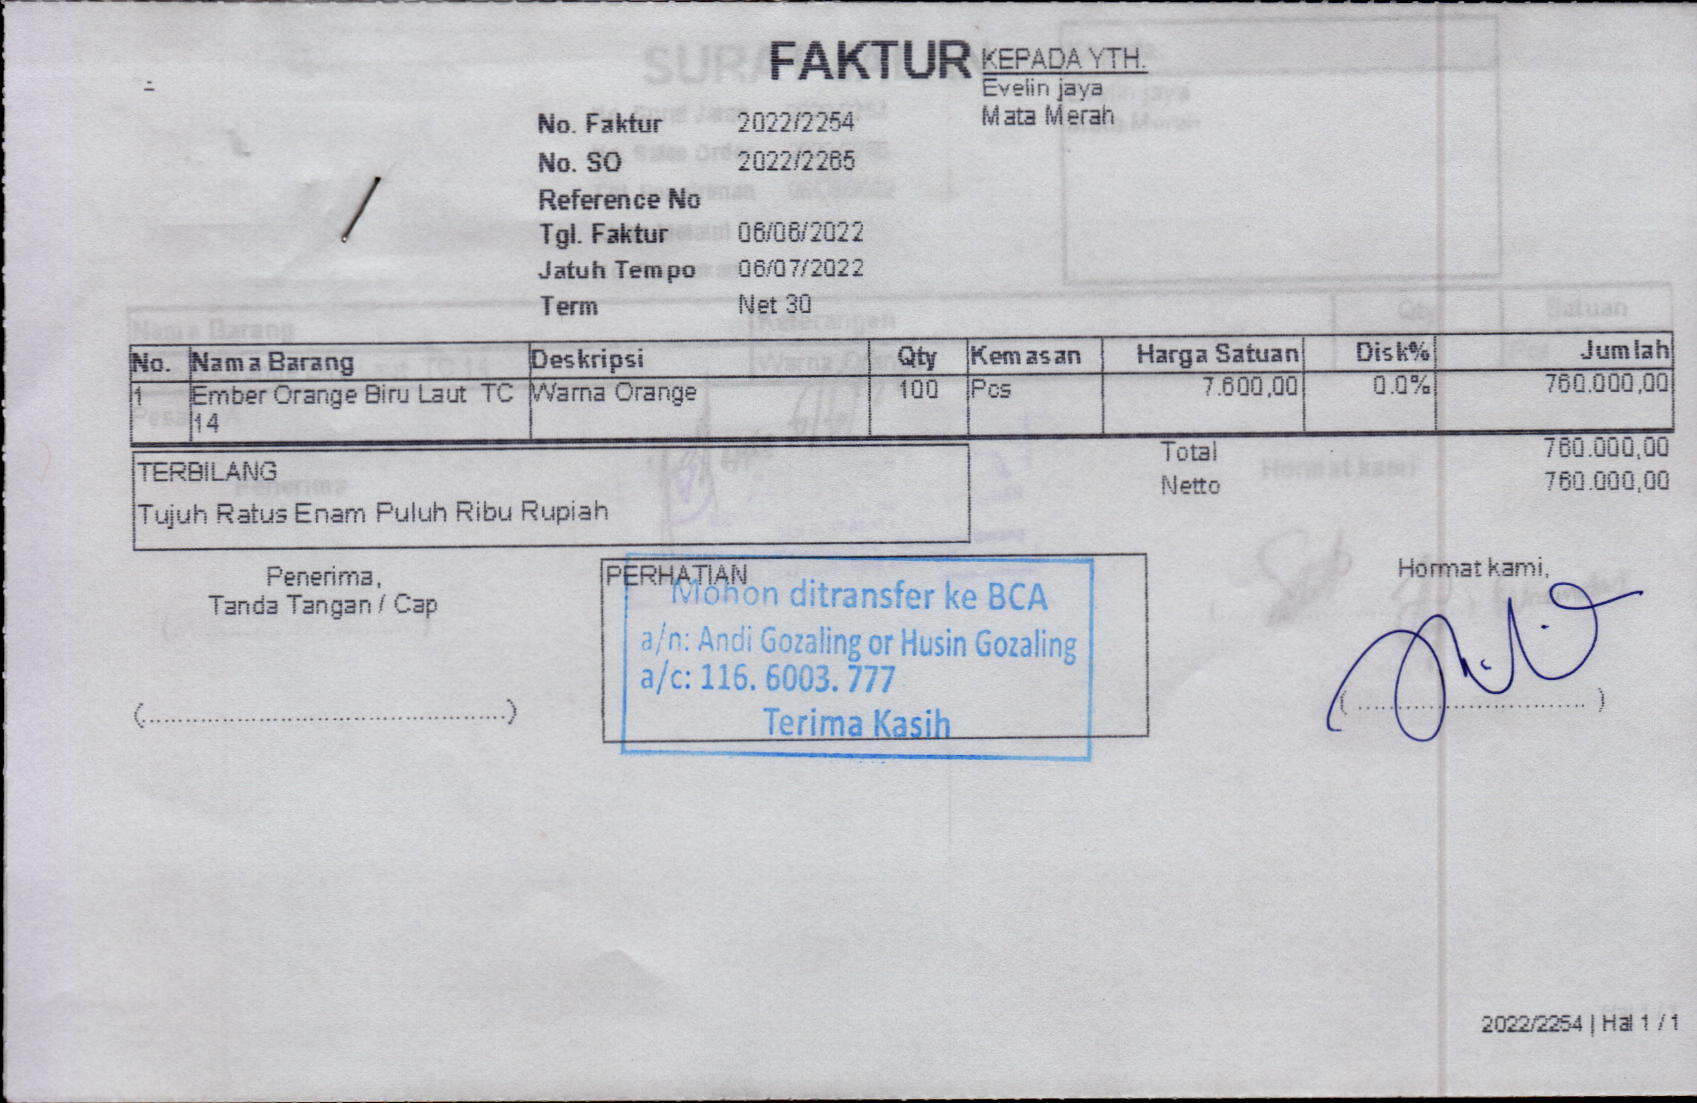 FAKTUR
KEPADA YTH.
Evelin jaya
Mata Merah
No. Faktur 2022/2254
No. SO 2022/2265
Reference No
Tgl. Faktur 06/06/2022
Jatuh Tempo 06/07/2022
Term Net 30
No. Nama Barang Deskripsi Qty Kemasan Harga Satuan Disk% Jumlah
1 Ember Orange Biru Laut TC Warna Orange 100 Pcs 7.600,00 0.0% 760.000,00
14
Total 760.000,00
Netto 760.000,00
TERBILANG
Tujuh Ratus Enam Puluh Ribu Rupiah
Penerima,
Tanda Tangan / Cap
(................................................)
PERHATIAN
Mohon ditransfer ke BCA
a/n: Andi Gozaling or Husin Gozaling
a/c: 116. 6003. 777
Terima Kasih
Hormat kami,
(................................)
2022/2254 | Hal 1 / 1